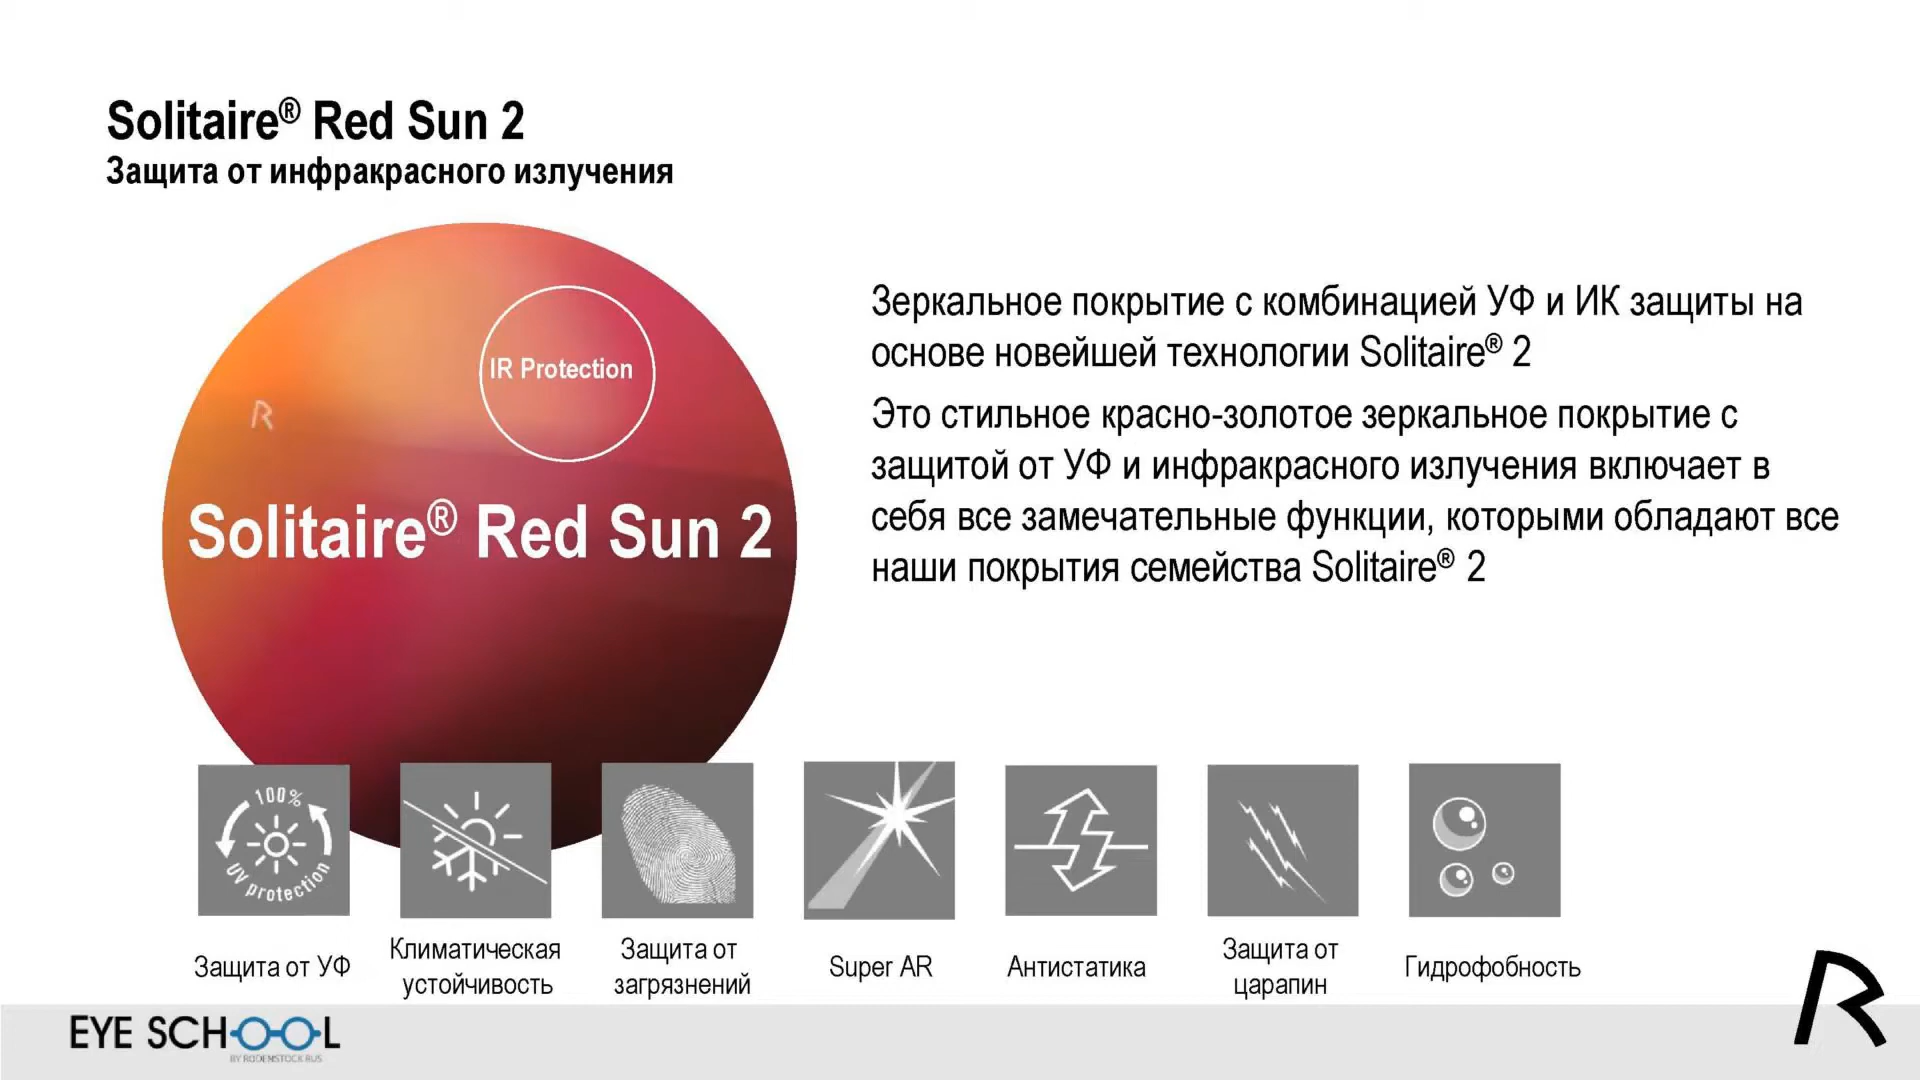 Solitaire® Red Sun 2
Защита от инфракрасного излучения
IR Protection
R
Solitaire® Red Sun 2
Зеркальное покрытие с комбинацией УФ и ИК защиты на
основе новейшей технологии Solitaire® 2
Это стильное красно-золотое зеркальное покрытие с
защитой от УФ и инфракрасного излучения включает в
себя все замечательные функции, которыми обладают все
наши покрытия семейства Solitaire® 2
100%
UV protection
Защита от УФ
Климатическая
устойчивость
Защита от
загрязнений
Super AR
Антистатика
Защита от
царапин
Гидрофобность
EYE SCHOOL
BY RODENSTOCK RUS
R